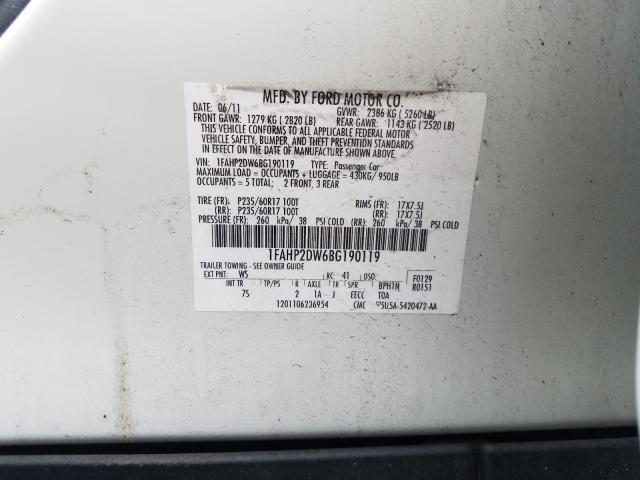 MFD. BY FORD MOTOR CO.
DATE: 06/11 GVWR: 2386 KG ( 5260 LB)
FRONT GAWR: 1279 KG ( 2820 LB) REAR GAWR: 1143 KG ( 2520 LB)
THIS VEHICLE CONFORMS TO ALL APPLICABLE FEDERAL MOTOR
VEHICLE SAFETY, BUMPER, AND THEFT PREVENTION STANDARDS
IN EFFECT ON THE DATE OF MANUFACTURE SHOWN ABOVE.
VIN: 1FAHP2DW6BG190119 TYPE: Passenger Car
MAXIMUM LOAD = OCCUPANTS + LUGGAGE = 430KG/ 950LB
OCCUPANTS = 5 TOTAL; 2 FRONT, 3 REAR
TIRE (FR): P235/60R17 100T RIMS (FR): 17X7.5J
(RR): P235/60R17 100T (RR): 17X7.5J
PRESSURE (FR): 260 kPa/ 38 PSI COLD (RR): 260 kPa/ 38 PSI COLD
1FAHP2DW6BG190119
TRAILER TOWING - SEE OWNER GUIDE
EXT PNT: WS RC: 41 DSO: F0129
INT TR TP/PS R AXLE TR SPR BPHTN R0151
7S 2 1A J EECC TOA
1201106236954 CMC 5U5A-5420472-AA